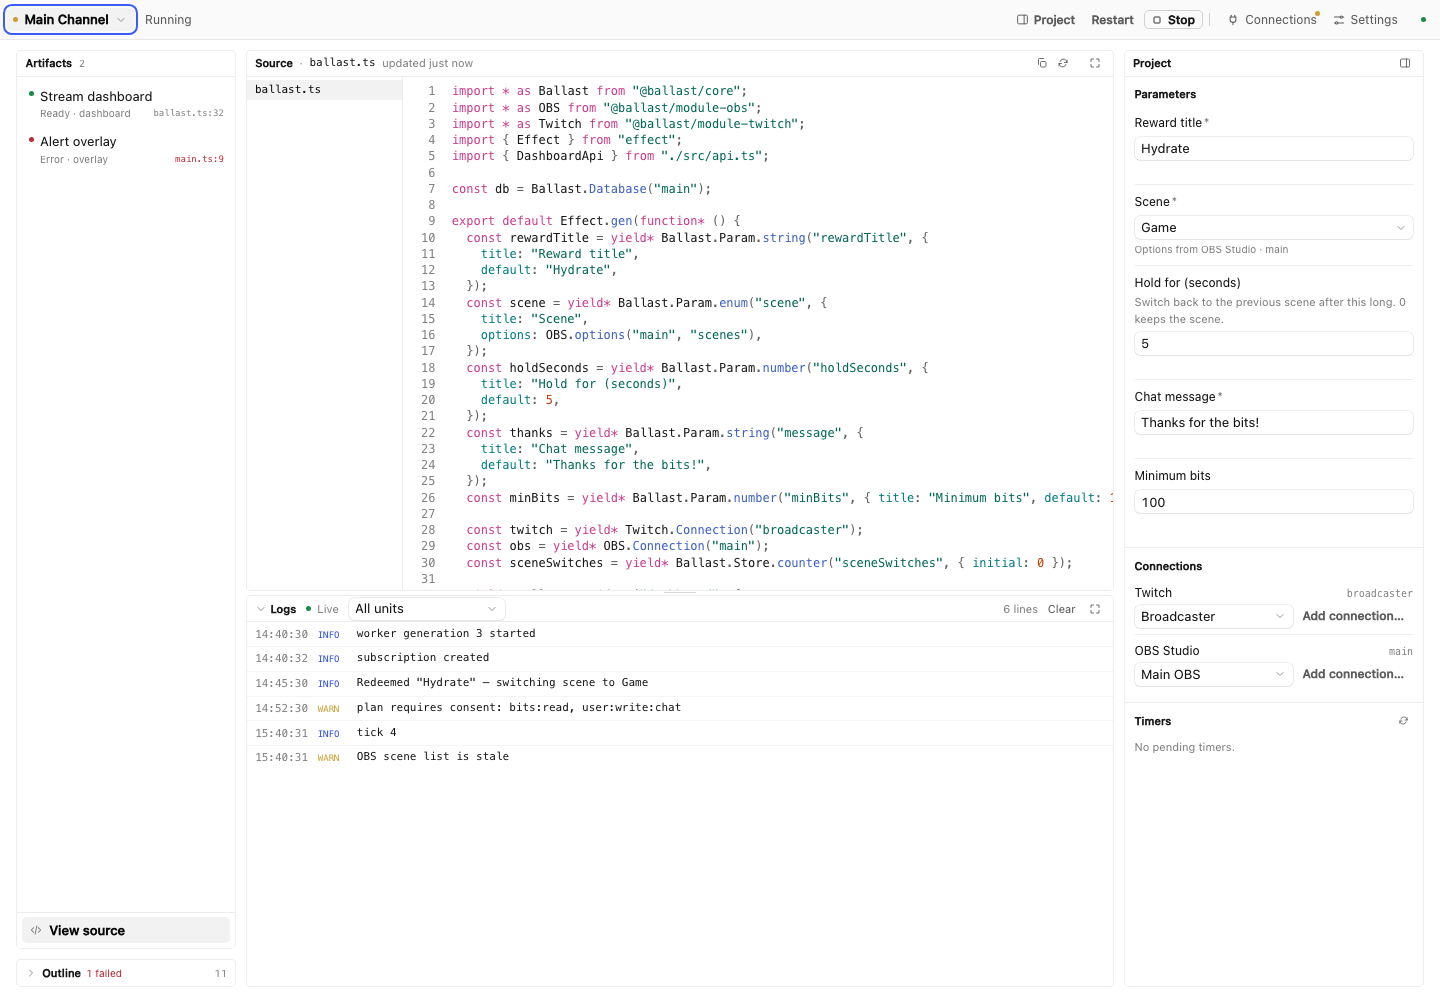 Main Channel
Running
Project
Restart
Stop
Connections
Settings
Artifacts 2
Stream dashboard
Ready · dashboard
ballast.ts:32
Alert overlay
Error · overlay
main.ts:9
View source
Outline 1 failed 11
Source · ballast.ts updated just now
ballast.ts
1 import * as Ballast from "@ballast/core";
2 import * as OBS from "@ballast/module-obs";
3 import * as Twitch from "@ballast/module-twitch";
4 import { Effect } from "effect";
5 import { DashboardApi } from "./src/api.ts";
6
7 const db = Ballast.Database("main");
8
9 export default Effect.gen(function* () {
10 const rewardTitle = yield* Ballast.Param.string("rewardTitle", {
11 title: "Reward title",
12 default: "Hydrate",
13 });
14 const scene = yield* Ballast.Param.enum("scene", {
15 title: "Scene",
16 options: OBS.options("main", "scenes"),
17 });
18 const holdSeconds = yield* Ballast.Param.number("holdSeconds", {
19 title: "Hold for (seconds)",
20 default: 5,
21 });
22 const thanks = yield* Ballast.Param.string("message", {
23 title: "Chat message",
24 default: "Thanks for the bits!",
25 });
26 const minBits = yield* Ballast.Param.number("minBits", { title: "Minimum bits", default:
27
28 const twitch = yield* Twitch.Connection("broadcaster");
29 const obs = yield* OBS.Connection("main");
30 const sceneSwitches = yield* Ballast.Store.counter("sceneSwitches", { initial: 0 });
31
Logs Live All units 6 lines Clear
14:40:30 INFO worker generation 3 started
14:40:32 INFO subscription created
14:45:30 INFO Redeemed "Hydrate" — switching scene to Game
14:52:30 WARN plan requires consent: bits:read, user:write:chat
15:40:31 INFO tick 4
15:40:31 WARN OBS scene list is stale
Project
Parameters
Reward title*
Hydrate
Scene*
Game
Options from OBS Studio · main
Hold for (seconds)
Switch back to the previous scene after this long. 0
keeps the scene.
5
Chat message*
Thanks for the bits!
Minimum bits
100
Connections
Twitch broadcaster
Broadcaster Add connection...
OBS Studio main
Main OBS Add connection...
Timers
No pending timers.